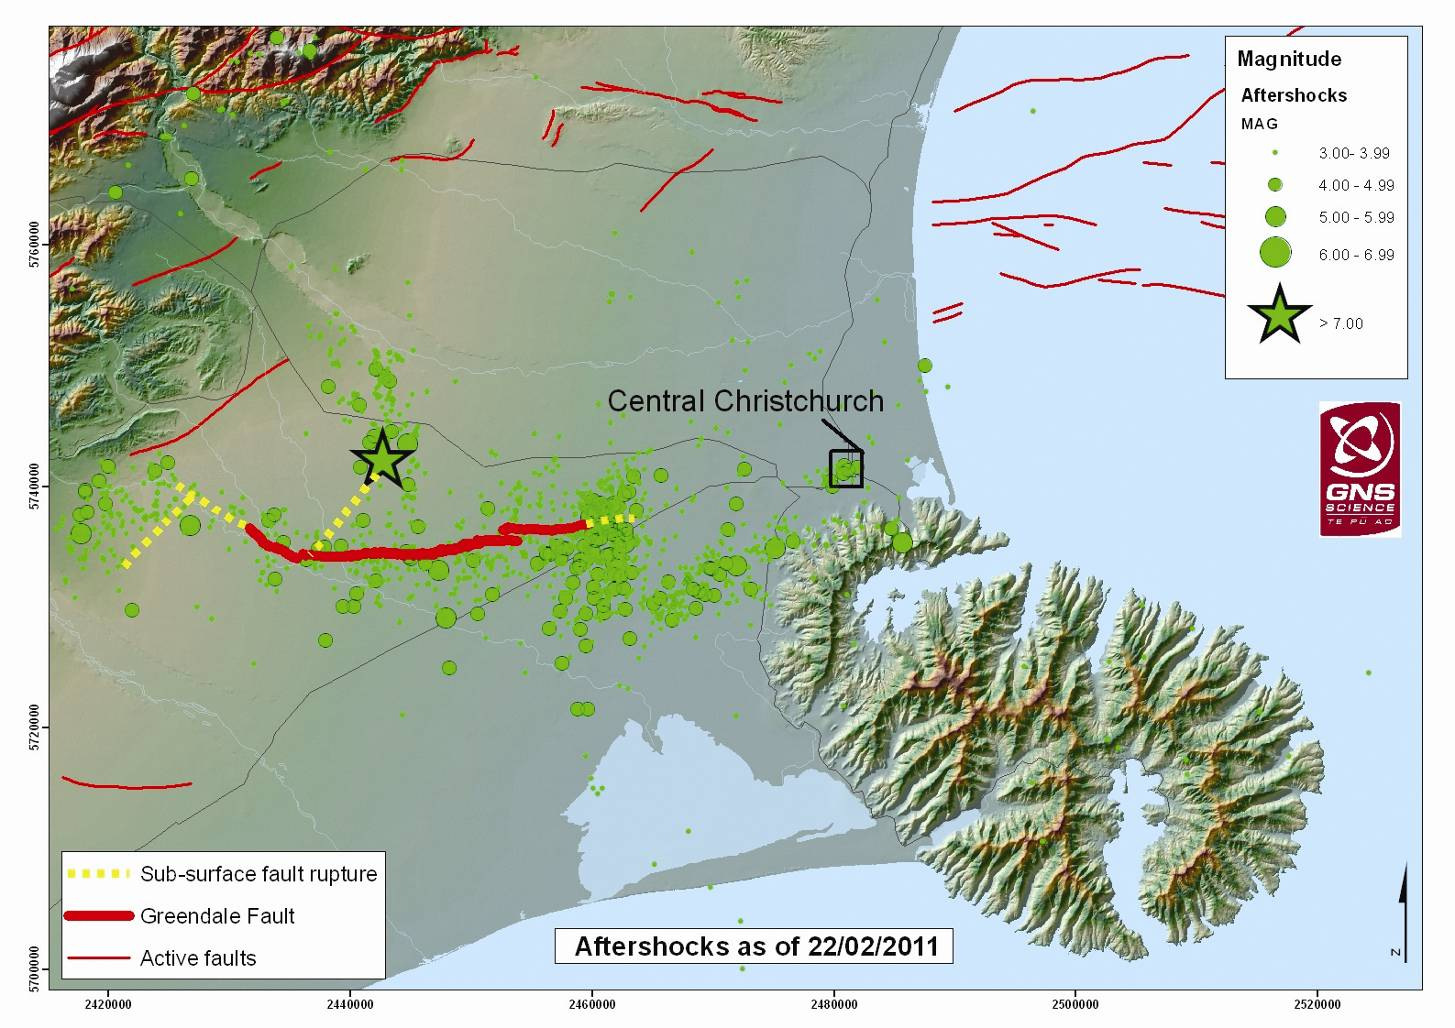 Magnitude
Aftershocks
MAG
3.00- 3.99
4.00 - 4.99
5.00 - 5.99
6.00 - 6.99
> 7.00
Central Christchurch
GNS
SCIENCE
TE PŪ AO
5760000
5740000
5720000
5700000
Sub-surface fault rupture
Greendale Fault
Active faults
Aftershocks as of 22/02/2011
N
2420000
2440000
2460000
2480000
2500000
2520000